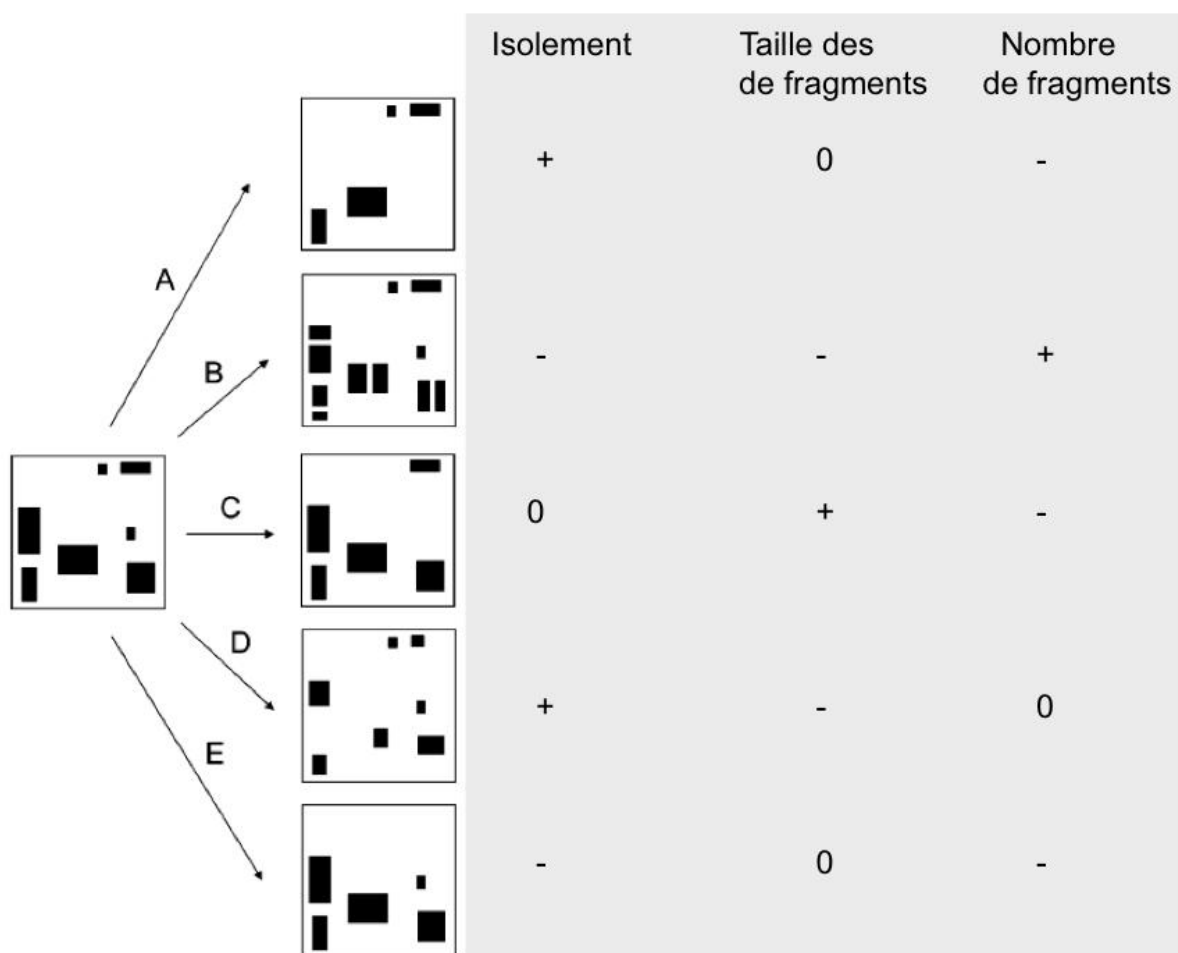 Isolement
Taille des
de fragments
Nombre
de fragments
A
+ 0 -
B
- - +
C
0 + -
D
+ - 0
E
- 0 -